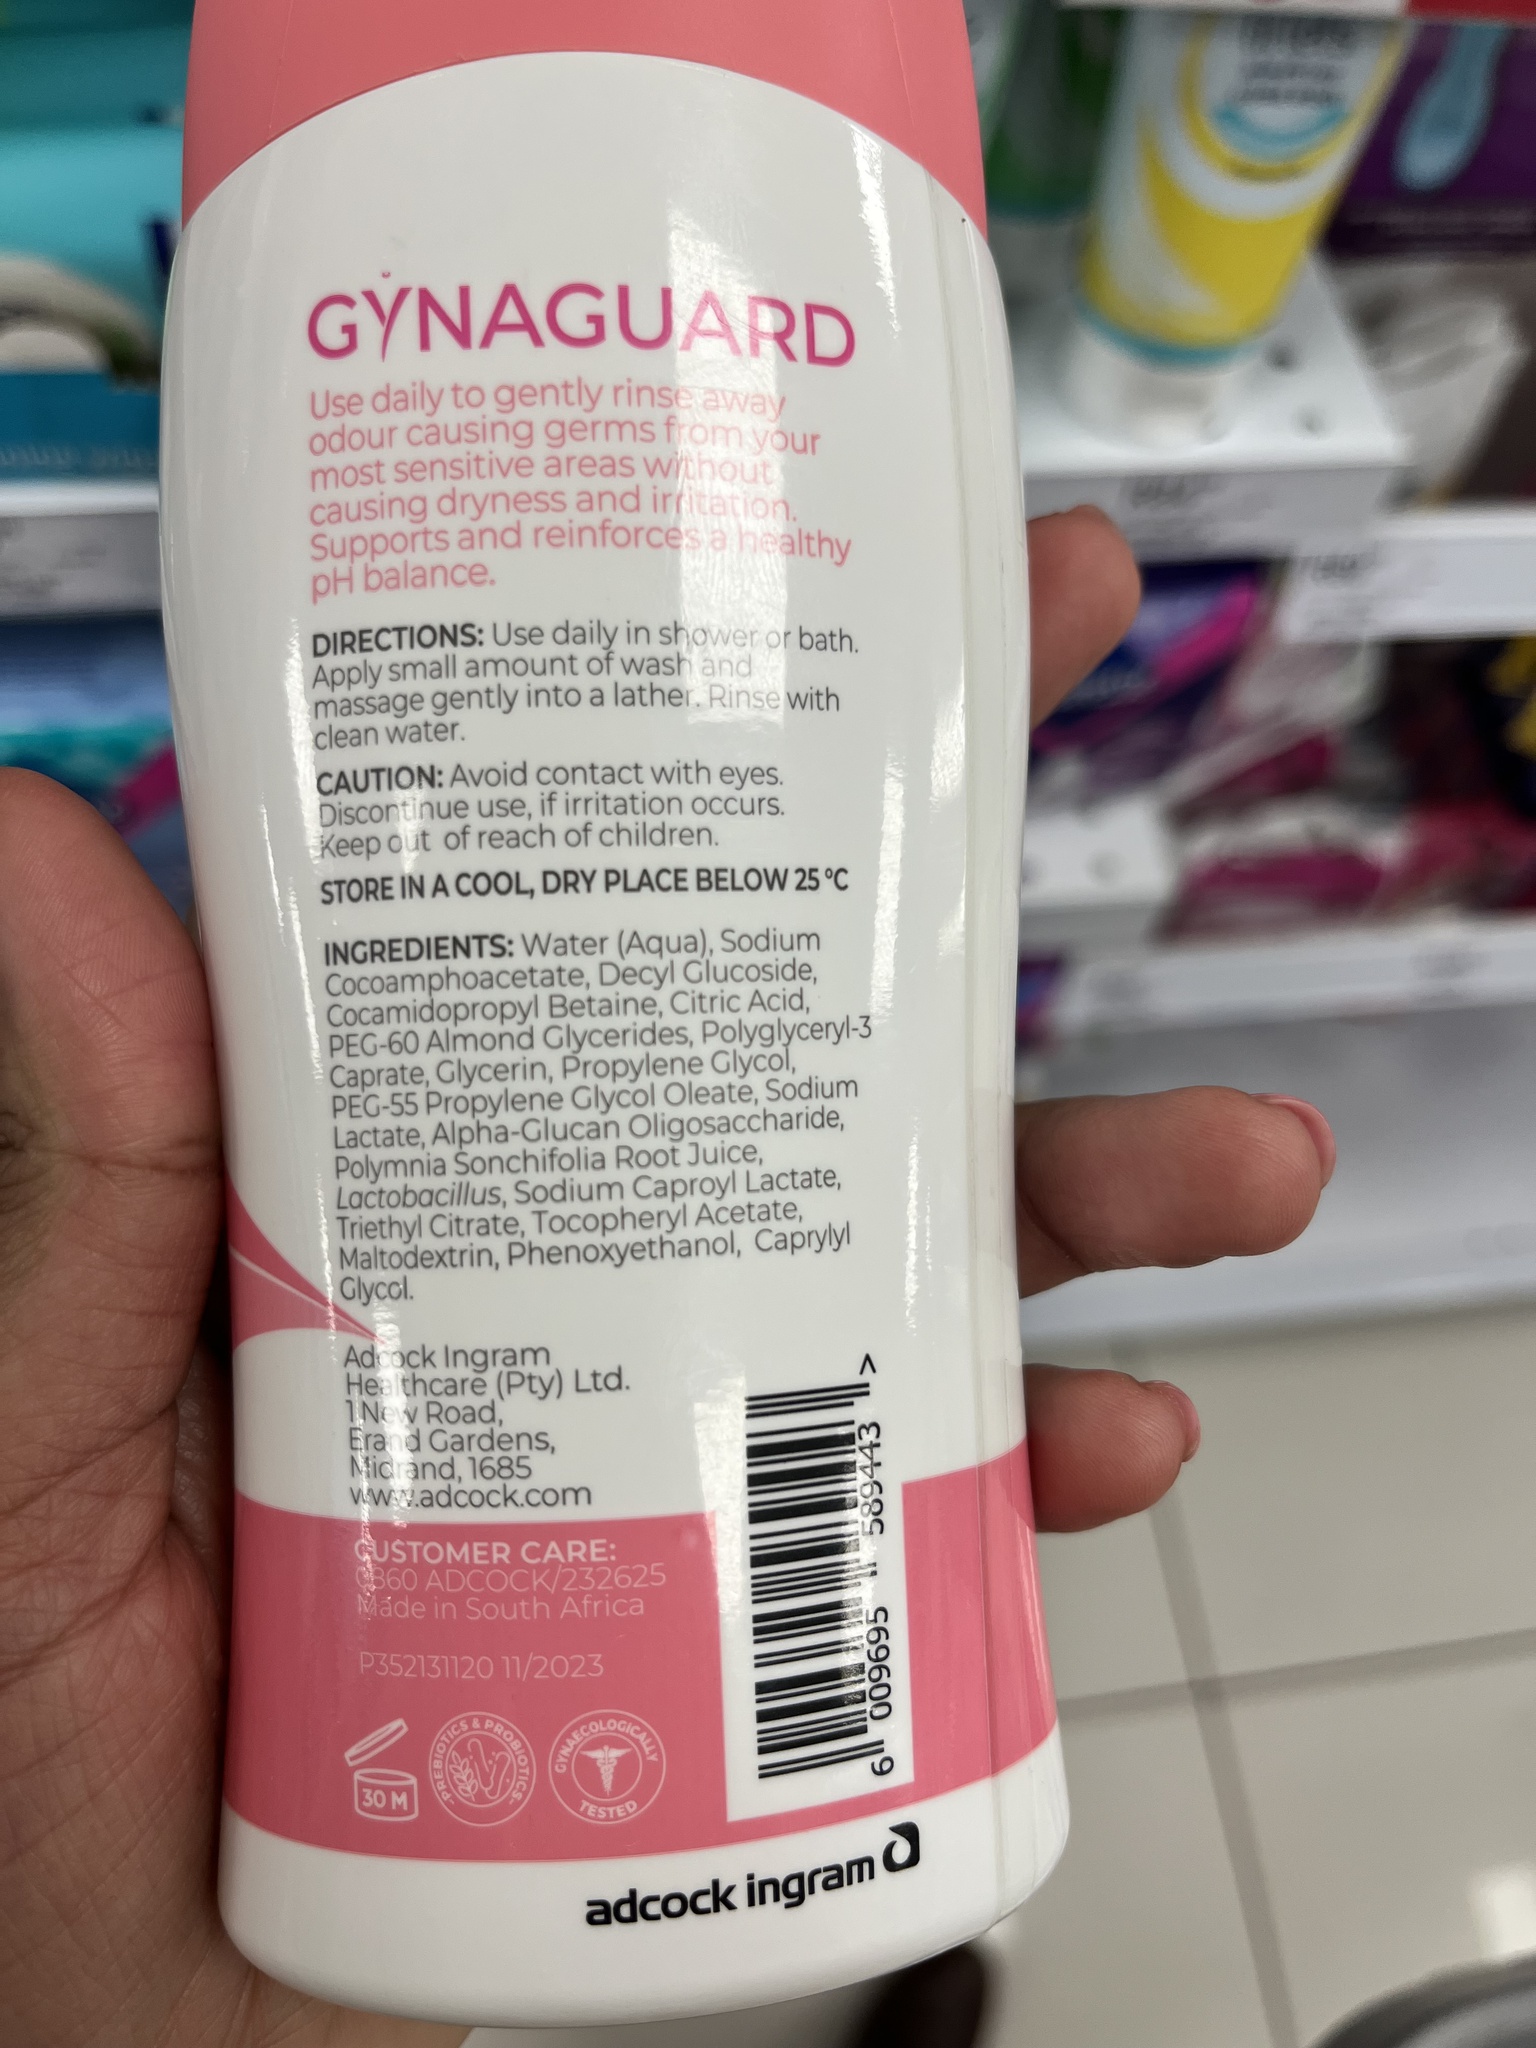 GYNAGUARD
Use daily to gently rinse away
odour causing germs from your
most sensitive areas without
causing dryness and irritation.
Supports and reinforces a healthy
pH balance.
DIRECTIONS: Use daily in shower or bath.
Apply small amount of wash and
massage gently into a lather. Rinse with
clean water.
CAUTION: Avoid contact with eyes.
Discontinue use, if irritation occurs.
Keep out of reach of children.
STORE IN A COOL, DRY PLACE BELOW 25 °C
INGREDIENTS: Water (Aqua), Sodium
Cocoamphoacetate, Decyl Glucoside,
Cocamidopropyl Betaine, Citric Acid,
PEG-60 Almond Glycerides, Polyglyceryl-3
Caprate, Glycerin, Propylene Glycol,
PEG-55 Propylene Glycol Oleate, Sodium
Lactate, Alpha-Glucan Oligosaccharide,
Polymnia Sonchifolia Root Juice,
Lactobacillus, Sodium Caproyl Lactate,
Triethyl Citrate, Tocopheryl Acetate,
Maltodextrin, Phenoxyethanol, Caprylyl
Glycol.
Adcock Ingram
Healthcare (Pty) Ltd.
1 New Road,
Erand Gardens,
Midrand, 1685
www.adcock.com
CUSTOMER CARE:
0860 ADCOCK/232625
Made in South Africa
P352131120 11/2023
30 M
-PREBIOTICS & PROBIOTICS-
GYNAECOLOGICALLY
TESTED
6 009695 589443 >
adcock ingram